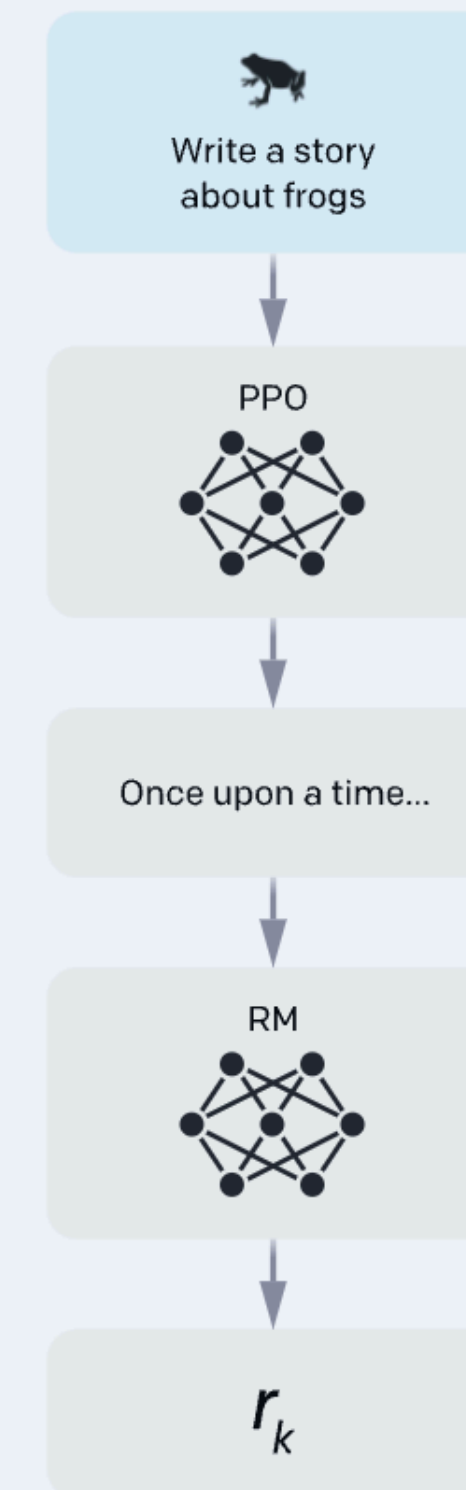 Write a story
about frogs
PPO
Once upon a time...
RM
r_k